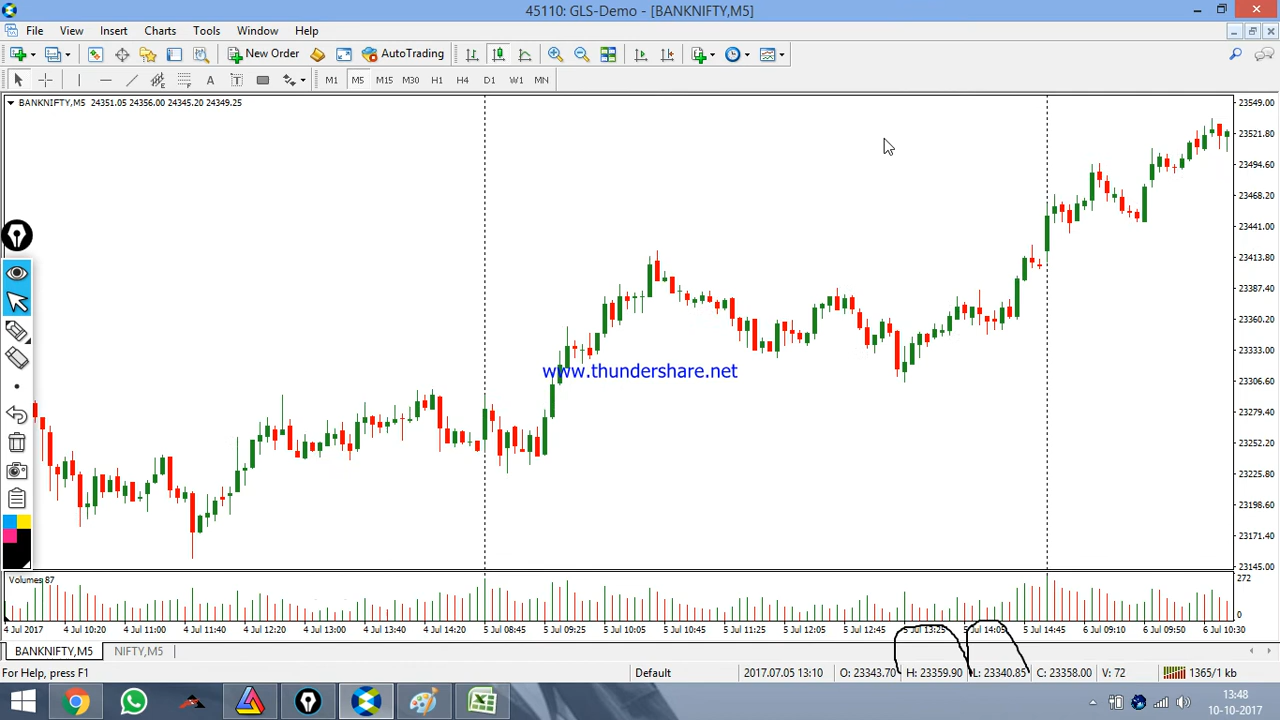 45110: GLS-Demo - [BANKNIFTY,M5]
File View Insert Charts Tools Window Help
New Order AutoTrading
A T M1 M5 M15 M30 H1 H4 D1 W1 MN
BANKNIFTY,M5 24351.05 24356.00 24345.20 24349.25
23549.00
23521.80
23494.60
23468.20
23441.00
23413.80
23387.40
23360.20
23333.00
23306.60
23279.40
23252.20
23225.80
23198.60
23171.40
23145.00
www.thundershare.net
Volumes 87
272
0
4 Jul 2017 4 Jul 10:20 4 Jul 11:00 4 Jul 11:40 4 Jul 12:20 4 Jul 13:00 4 Jul 13:40 4 Jul 14:20 5 Jul 08:45 5 Jul 09:25 5 Jul 10:05 5 Jul 10:45 5 Jul 11:25 5 Jul 12:05 5 Jul 12:45 5 Jul 13:25 5 Jul 14:05 5 Jul 14:45 6 Jul 09:10 6 Jul 09:50 6 Jul 10:30
BANKNIFTY,M5 NIFTY,M5
For Help, press F1 Default 2017.07.05 13:10 O: 23343.70 H: 23359.90 L: 23340.85 C: 23358.00 V: 72 1365/1 kb
13:48
10-10-2017